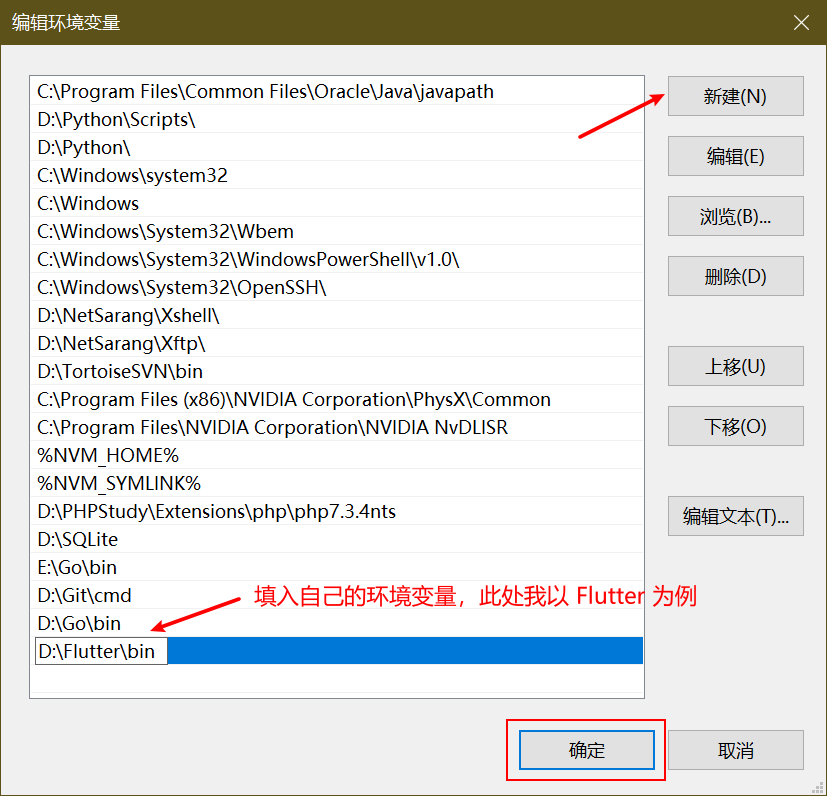 编辑环境变量
C:\Program Files\Common Files\Oracle\Java\javapath
D:\Python\Scripts\
D:\Python\
C:\Windows\system32
C:\Windows
C:\Windows\System32\Wbem
C:\Windows\System32\WindowsPowerShell\v1.0\
C:\Windows\System32\OpenSSH\
D:\NetSarang\Xshell\
D:\NetSarang\Xftp\
D:\TortoiseSVN\bin
C:\Program Files (x86)\NVIDIA Corporation\PhysX\Common
C:\Program Files\NVIDIA Corporation\NVIDIA NvDLISR
%NVM_HOME%
%NVM_SYMLINK%
D:\PHPStudy\Extensions\php\php7.3.4nts
D:\SQLite
E:\Go\bin
D:\Git\cmd
填入自己的环境变量，此处我以 Flutter 为例
D:\Go\bin
D:\Flutter\bin
新建(N)
编辑(E)
浏览(B)...
删除(D)
上移(U)
下移(O)
编辑文本(T)...
确定
取消